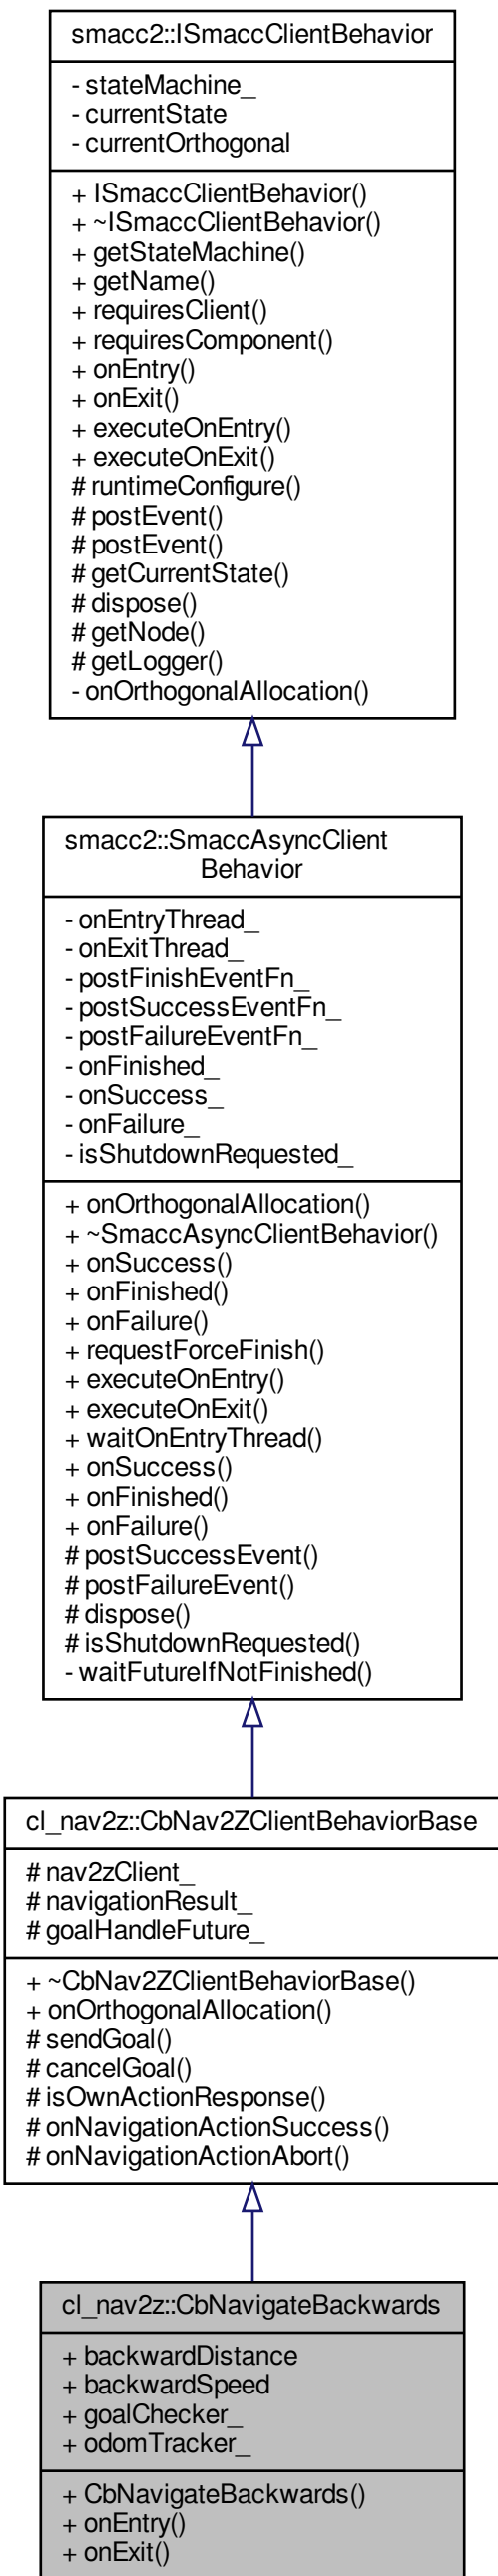 smacc2::ISmaccClientBehavior
- stateMachine_
- currentState
- currentOrthogonal
+ ISmaccClientBehavior()
+ ~ISmaccClientBehavior()
+ getStateMachine()
+ getName()
+ requiresClient()
+ requiresComponent()
+ onEntry()
+ onExit()
+ executeOnEntry()
+ executeOnExit()
# runtimeConfigure()
# postEvent()
# postEvent()
# getCurrentState()
# dispose()
# getNode()
# getLogger()
- onOrthogonalAllocation()
smacc2::SmaccAsyncClient
Behavior
- onEntryThread_
- onExitThread_
- postFinishEventFn_
- postSuccessEventFn_
- postFailureEventFn_
- onFinished_
- onSuccess_
- onFailure_
- isShutdownRequested_
+ onOrthogonalAllocation()
+ ~SmaccAsyncClientBehavior()
+ onSuccess()
+ onFinished()
+ onFailure()
+ requestForceFinish()
+ executeOnEntry()
+ executeOnExit()
+ waitOnEntryThread()
+ onSuccess()
+ onFinished()
+ onFailure()
# postSuccessEvent()
# postFailureEvent()
# dispose()
# isShutdownRequested()
- waitFutureIfNotFinished()
cl_nav2z::CbNav2ZClientBehaviorBase
# nav2zClient_
# navigationResult_
# goalHandleFuture_
+ ~CbNav2ZClientBehaviorBase()
+ onOrthogonalAllocation()
# sendGoal()
# cancelGoal()
# isOwnActionResponse()
# onNavigationActionSuccess()
# onNavigationActionAbort()
cl_nav2z::CbNavigateBackwards
+ backwardDistance
+ backwardSpeed
+ goalChecker_
+ odomTracker_
+ CbNavigateBackwards()
+ onEntry()
+ onExit()